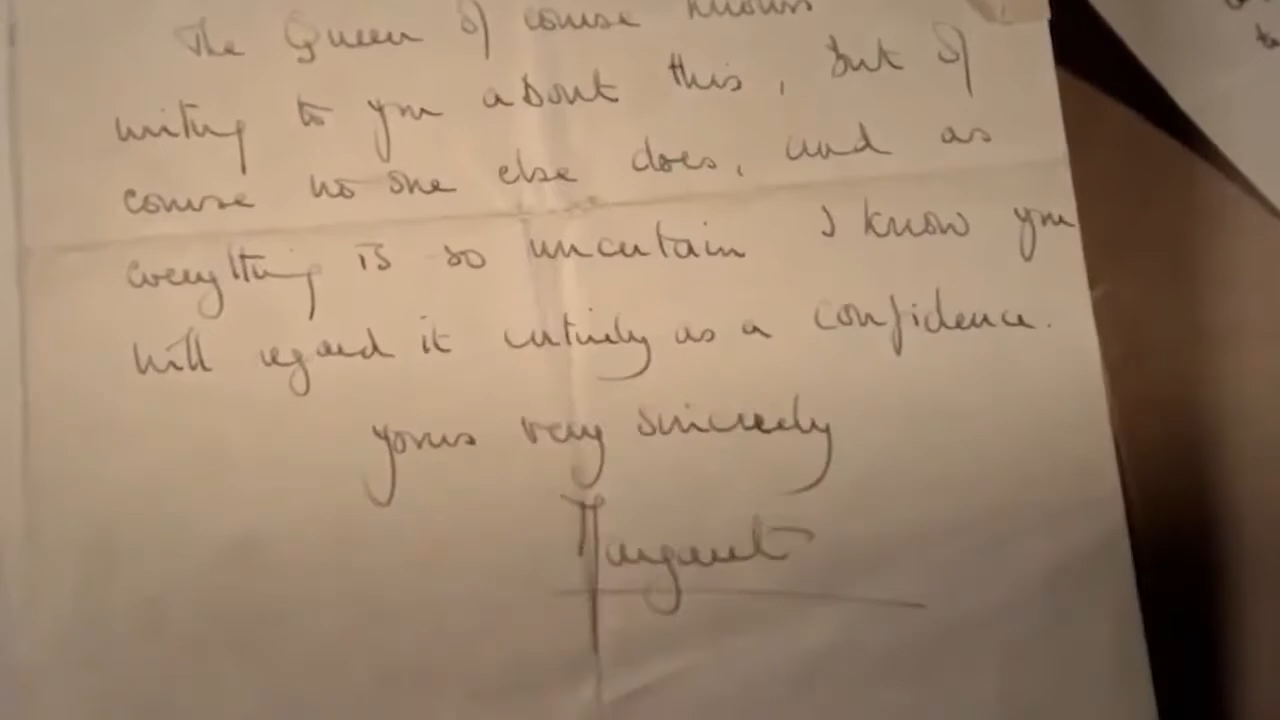 The Queen of course knows
writing to you about this, but of
course no one else does, and as
everything is so uncertain I know you
will regard it entirely as a confidence.
yours very sincerely
Margaret